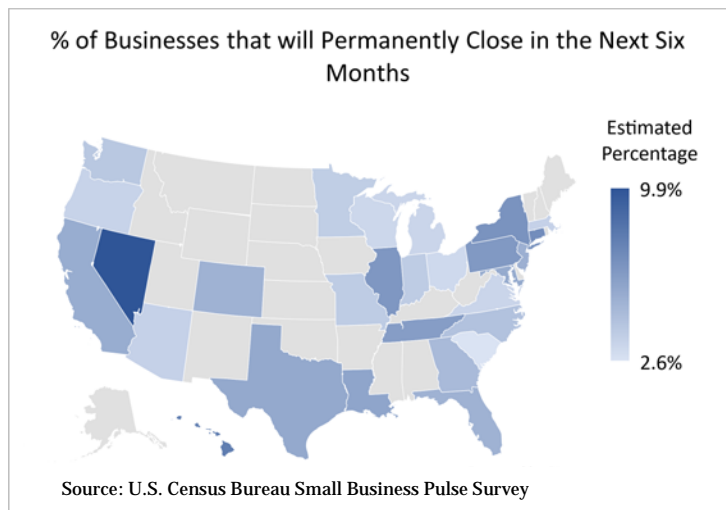 % of Businesses that will Permanently Close in the Next Six
Months
Estimated
Percentage
9.9%
2.6%
Source: U.S. Census Bureau Small Business Pulse Survey